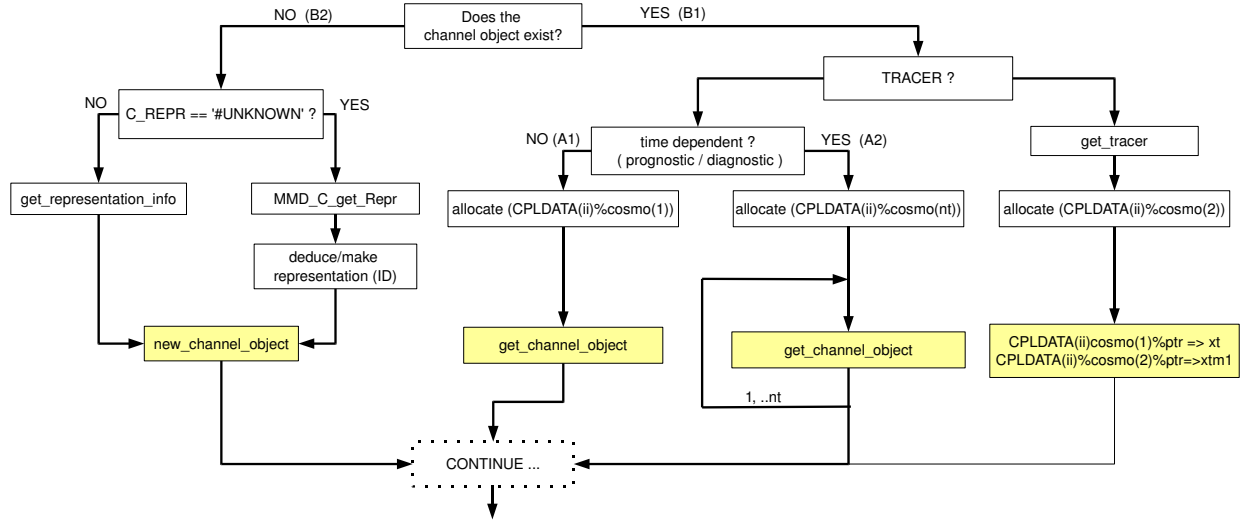 NO (B2)
Does the
channel object exist?
YES (B1)
TRACER ?
NO
C_REPR == '#UNKNOWN' ?
YES
NO (A1)
time dependent ?
( prognostic / diagnostic )
YES (A2)
get_tracer
get_representation_info
MMD_C_get_Repr
allocate (CPLDATA(ii)%cosmo(1))
allocate (CPLDATA(ii)%cosmo(nt))
allocate (CPLDATA(ii)%cosmo(2))
deduce/make
representation (ID)
new_channel_object
get_channel_object
get_channel_object
CPLDATA(ii)cosmo(1)%ptr => xt
CPLDATA(ii)%cosmo(2)%ptr=>xtm1
1, ..nt
CONTINUE ...